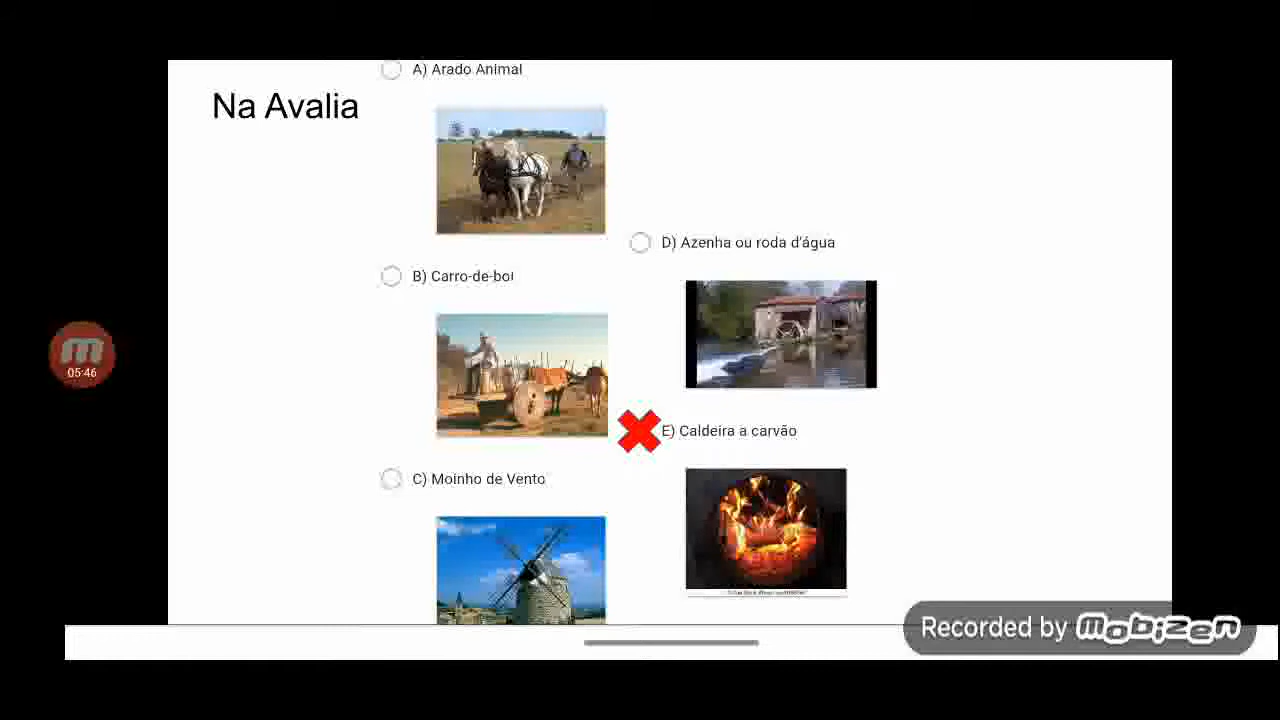 A) Arado Animal
Na Avalia
D) Azenha ou roda d'água
B) Carro-de-boi
05:46
E) Caldeira a carvão
C) Moinho de Vento
Recorded by Mobizen